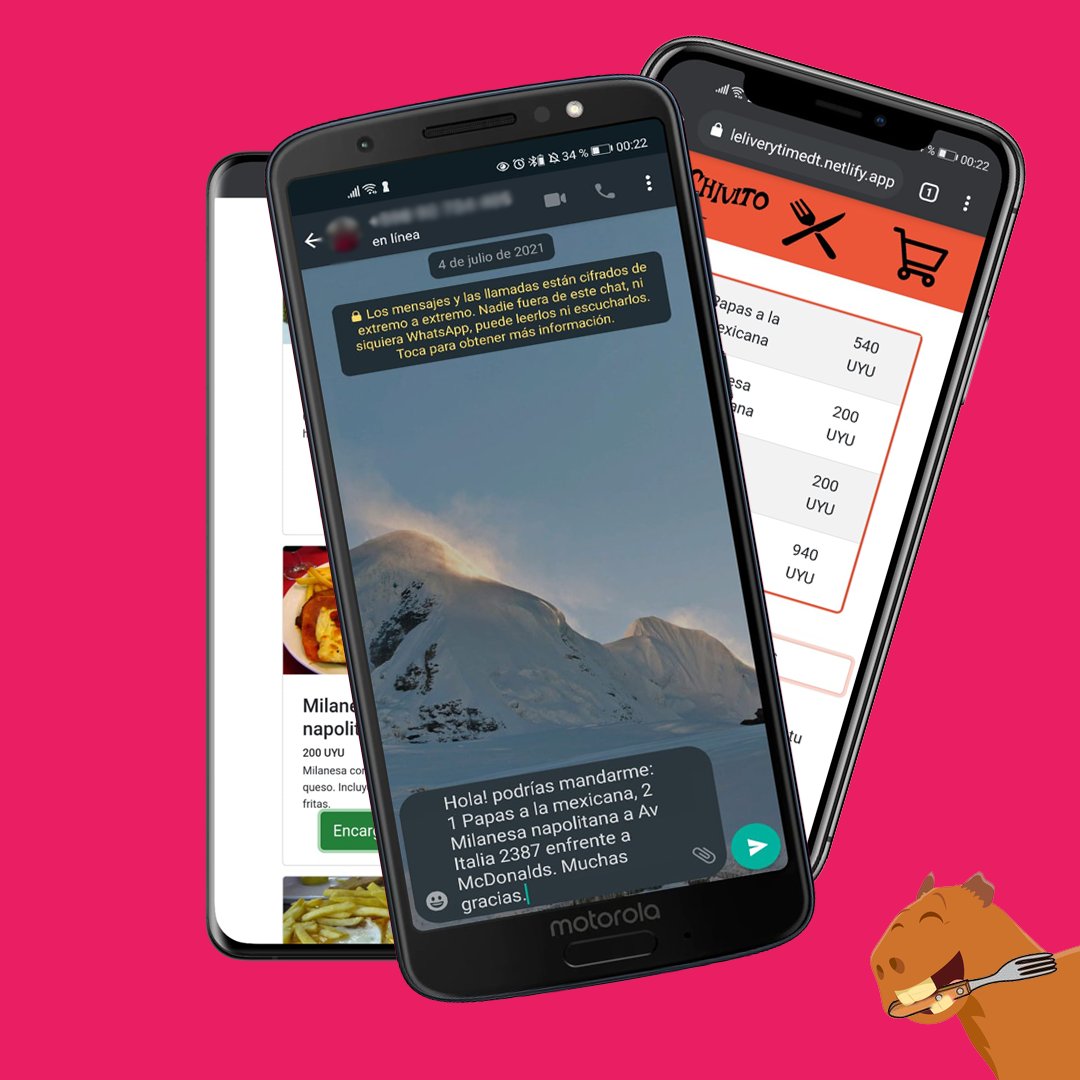 34 % 00:22
en línea
4 de julio de 2021
Los mensajes y las llamadas están cifrados de
extremo a extremo. Nadie fuera de este chat, ni
siquiera WhatsApp, puede leerlos ni escucharlos.
Toca para obtener más información.
Hola! podrías mandarme:
1 Papas a la mexicana, 2
Milanesa napolitana a Av
Italia 2387 enfrente a
McDonalds. Muchas
gracias.
motorola
% 00:22
leliverytimedt.netlify.app
1
CHIVITO
Papas a la
exicana
540
UYU
esa
ana
200
UYU
200
UYU
940
UYU
tu
h
Milane
napolit
200 UYU
Milanesa con
queso. Incluy
fritas.
Encarg